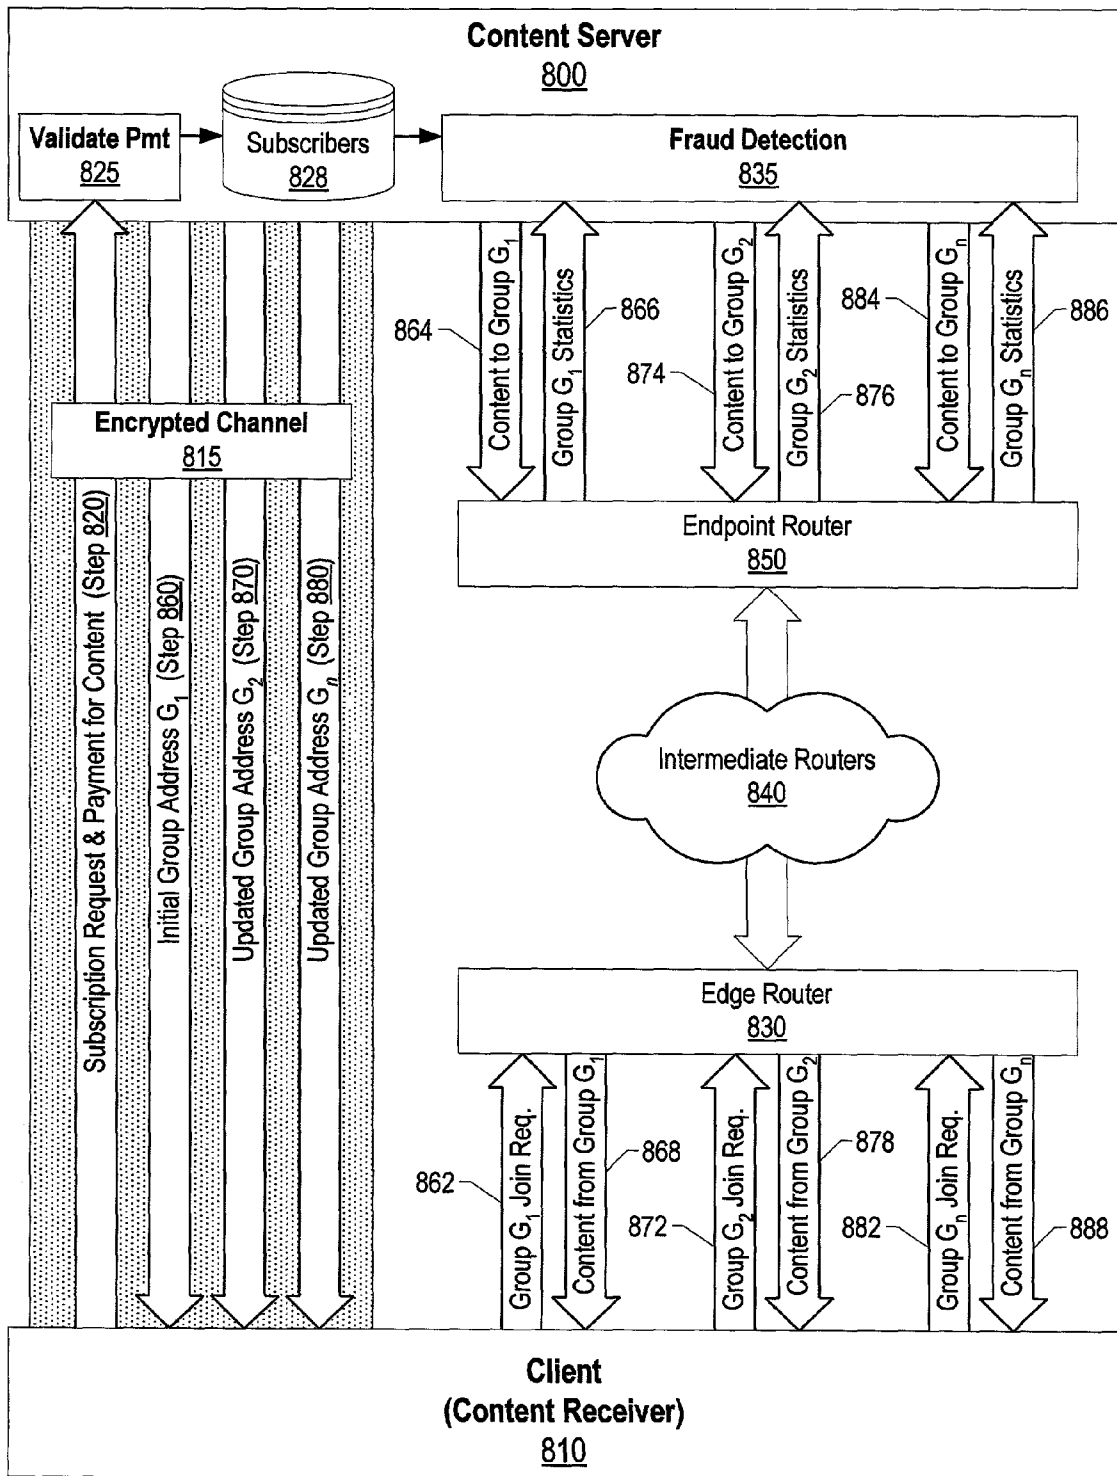 Content Server
800
Validate Pmt
825
Subscribers
828
Fraud Detection
835
Encrypted Channel
815
Subscription Request & Payment for Content (Step 820)
Initial Group Address G1 (Step 860)
Updated Group Address G2 (Step 870)
Updated Group Address Gn (Step 880)
864
Content to Group G1
Group G1 Statistics
866
874
Content to Group G2
Group G2 Statistics
876
884
Content to Group Gn
Group Gn Statistics
886
Endpoint Router
850
Intermediate Routers
840
Edge Router
830
862
Group G1 Join Req.
Content from Group G1
868
872
Group G2 Join Req.
Content from Group G2
878
882
Group Gn Join Req.
Content from Group Gn
888
Client
(Content Receiver)
810